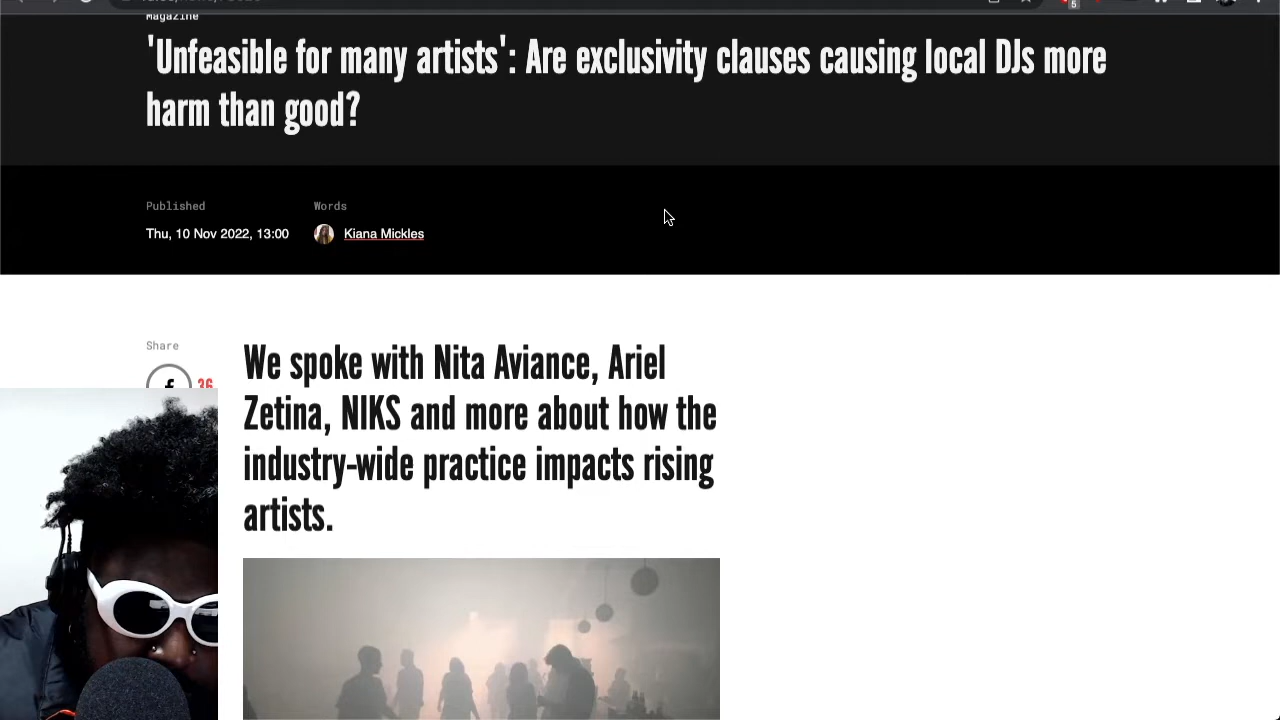 Magazine
'Unfeasible for many artists': Are exclusivity clauses causing local DJs more
harm than good?
Published
Words
Thu, 10 Nov 2022, 13:00
Kiana Mickles
Share
36
We spoke with Nita Aviance, Ariel
Zetina, NIKS and more about how the
industry-wide practice impacts rising
artists.
5